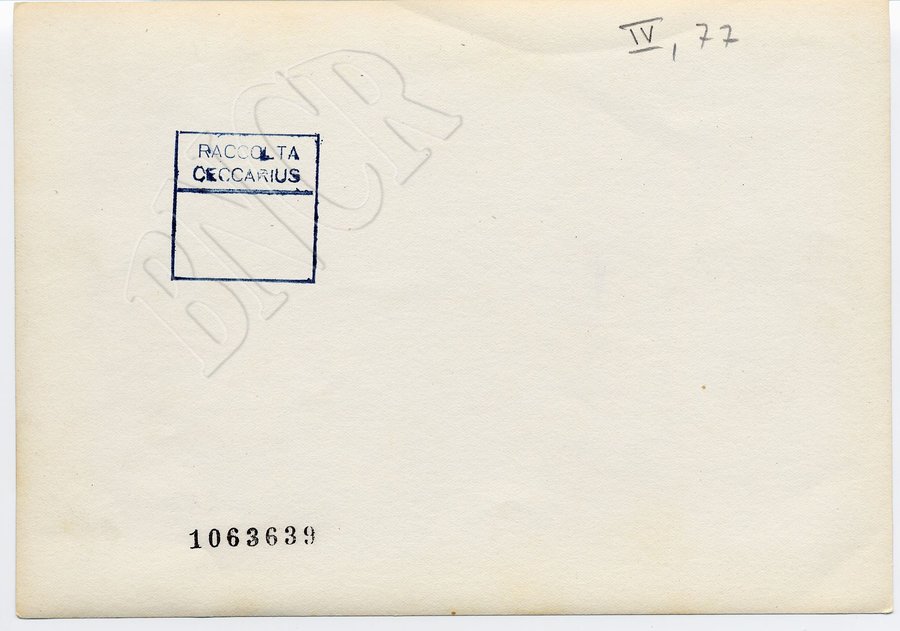 IV, 77
BNCR
RACCOLTA
CECCARIUS
1063639